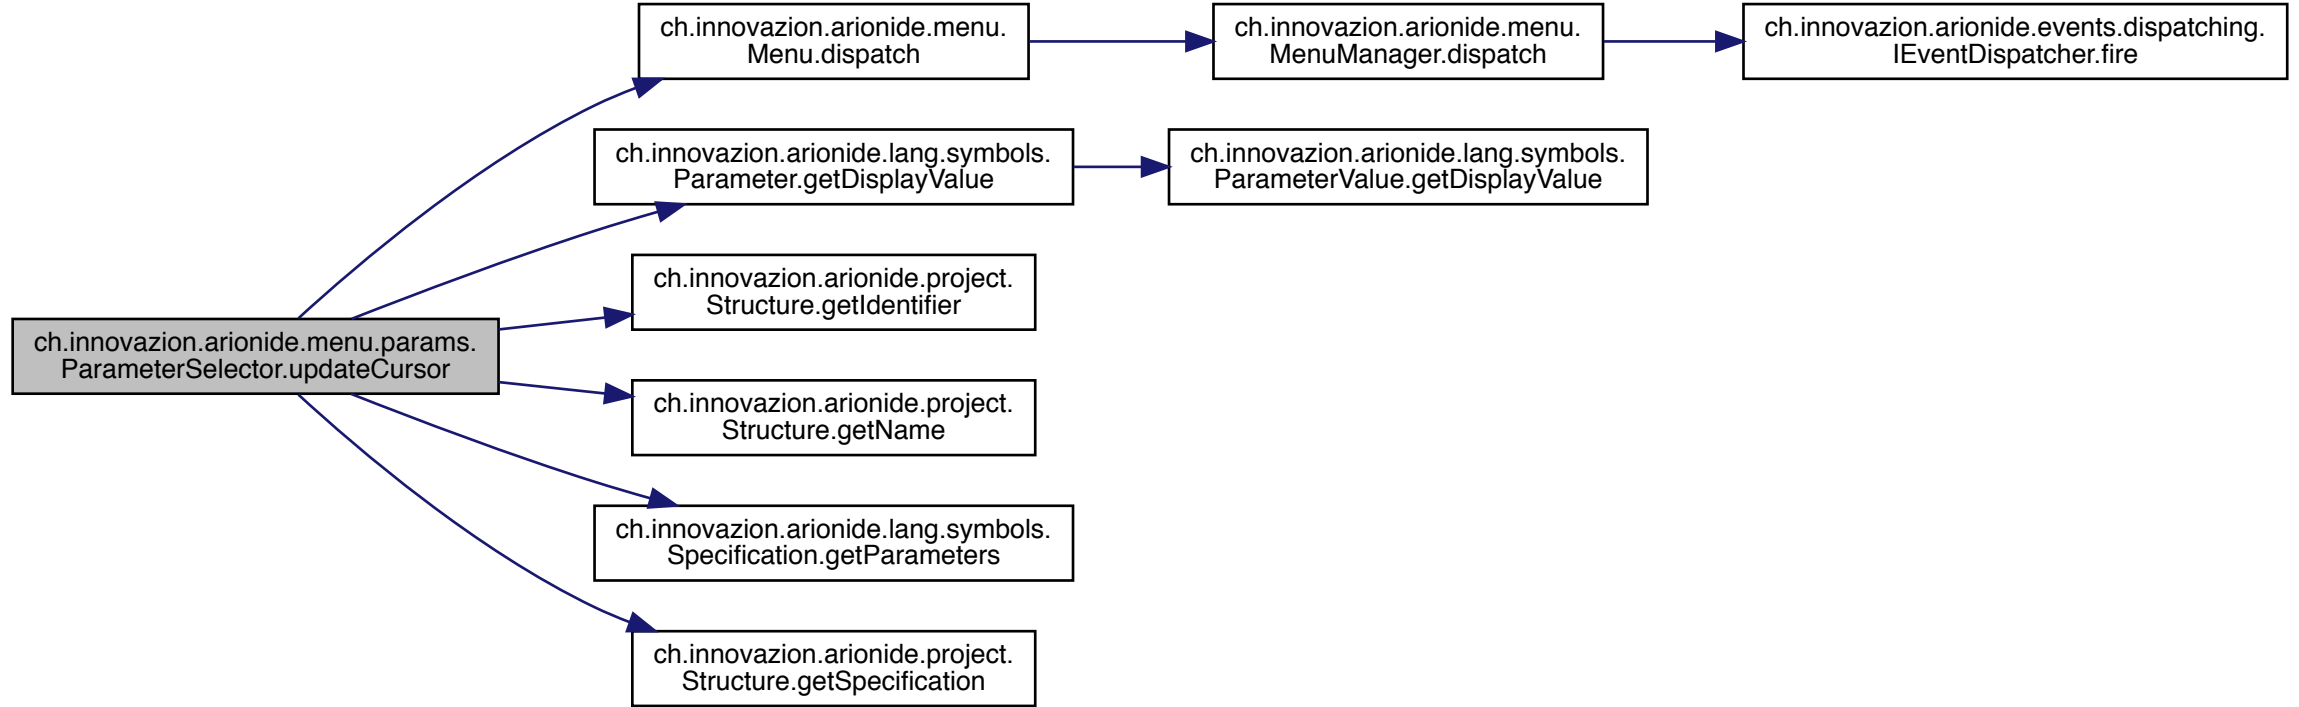 ch.innovazion.arionide.menu.
Menu.dispatch
ch.innovazion.arionide.menu.
MenuManager.dispatch
ch.innovazion.arionide.events.dispatching.
IEventDispatcher.fire
ch.innovazion.arionide.lang.symbols.
Parameter.getDisplayValue
ch.innovazion.arionide.lang.symbols.
ParameterValue.getDisplayValue
ch.innovazion.arionide.project.
Structure.getIdentifier
ch.innovazion.arionide.menu.params.
ParameterSelector.updateCursor
ch.innovazion.arionide.project.
Structure.getName
ch.innovazion.arionide.lang.symbols.
Specification.getParameters
ch.innovazion.arionide.project.
Structure.getSpecification